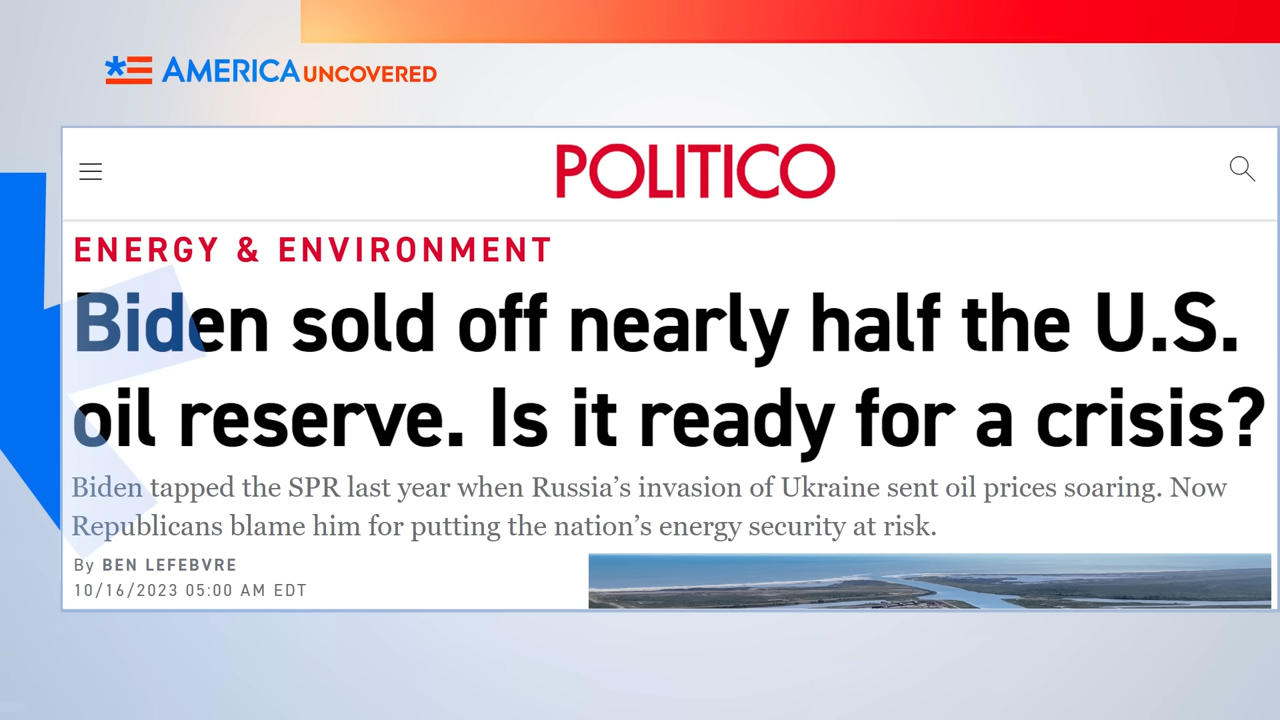 AMERICA UNCOVERED
POLITICO
ENERGY & ENVIRONMENT
Biden sold off nearly half the U.S.
oil reserve. Is it ready for a crisis?
Biden tapped the SPR last year when Russia’s invasion of Ukraine sent oil prices soaring. Now
Republicans blame him for putting the nation’s energy security at risk.
By BEN LEFEBVRE
10/16/2023 05:00 AM EDT